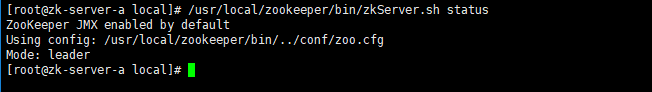 [root@zk-server-a local]# /usr/local/zookeeper/bin/zkServer.sh status
ZooKeeper JMX enabled by default
Using config: /usr/local/zookeeper/bin/../conf/zoo.cfg
Mode: leader
[root@zk-server-a local]#